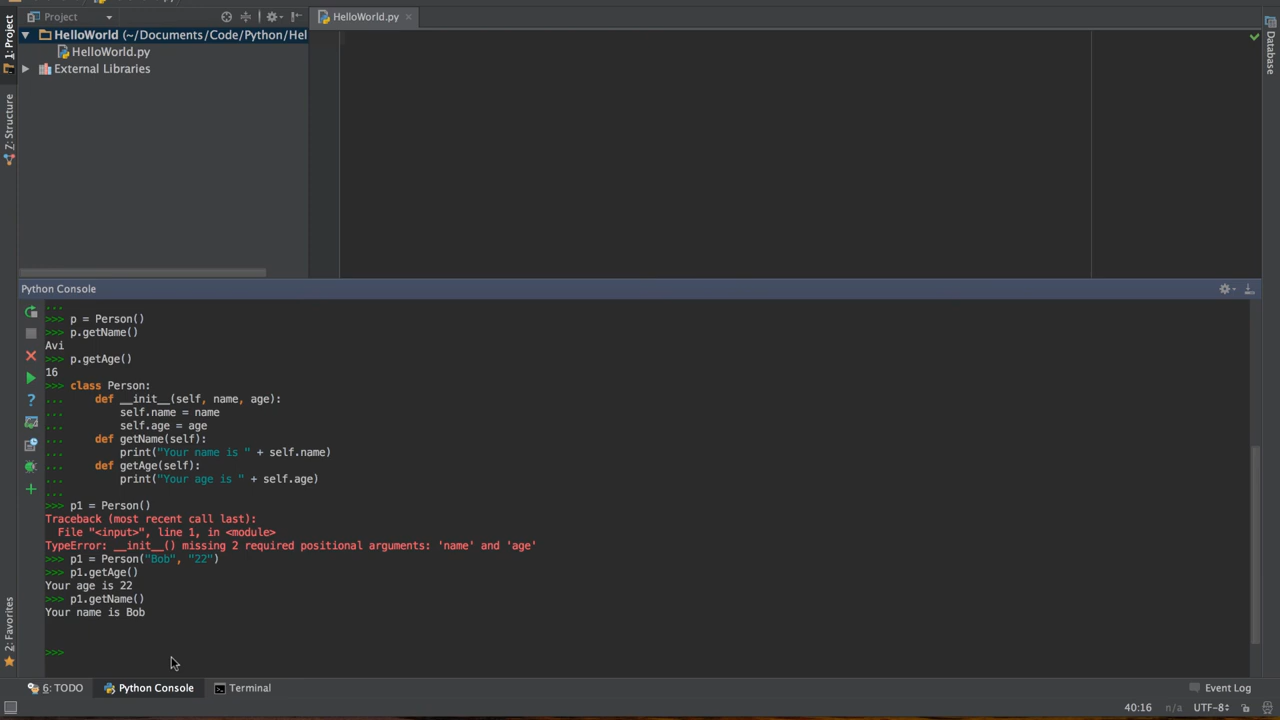 Project
HelloWorld.py
1: Project
HelloWorld (~/Documents/Code/Python/Hel
HelloWorld.py
External Libraries
Database
Z: Structure
Python Console
...
>>> p = Person()
>>> p.getName()
Avi
>>> p.getAge()
16
>>> class Person:
...     def __init__(self, name, age):
...         self.name = name
...         self.age = age
...     def getName(self):
...         print("Your name is " + self.name)
...     def getAge(self):
...         print("Your age is " + self.age)
...
>>> p1 = Person()
Traceback (most recent call last):
  File "<input>", line 1, in <module>
TypeError: __init__() missing 2 required positional arguments: 'name' and 'age'
>>> p1 = Person("Bob", "22")
>>> p1.getAge()
Your age is 22
>>> p1.getName()
Your name is Bob
>>>
2: Favorites
6: TODO
Python Console
Terminal
Event Log
40:16
n/a
UTF-8